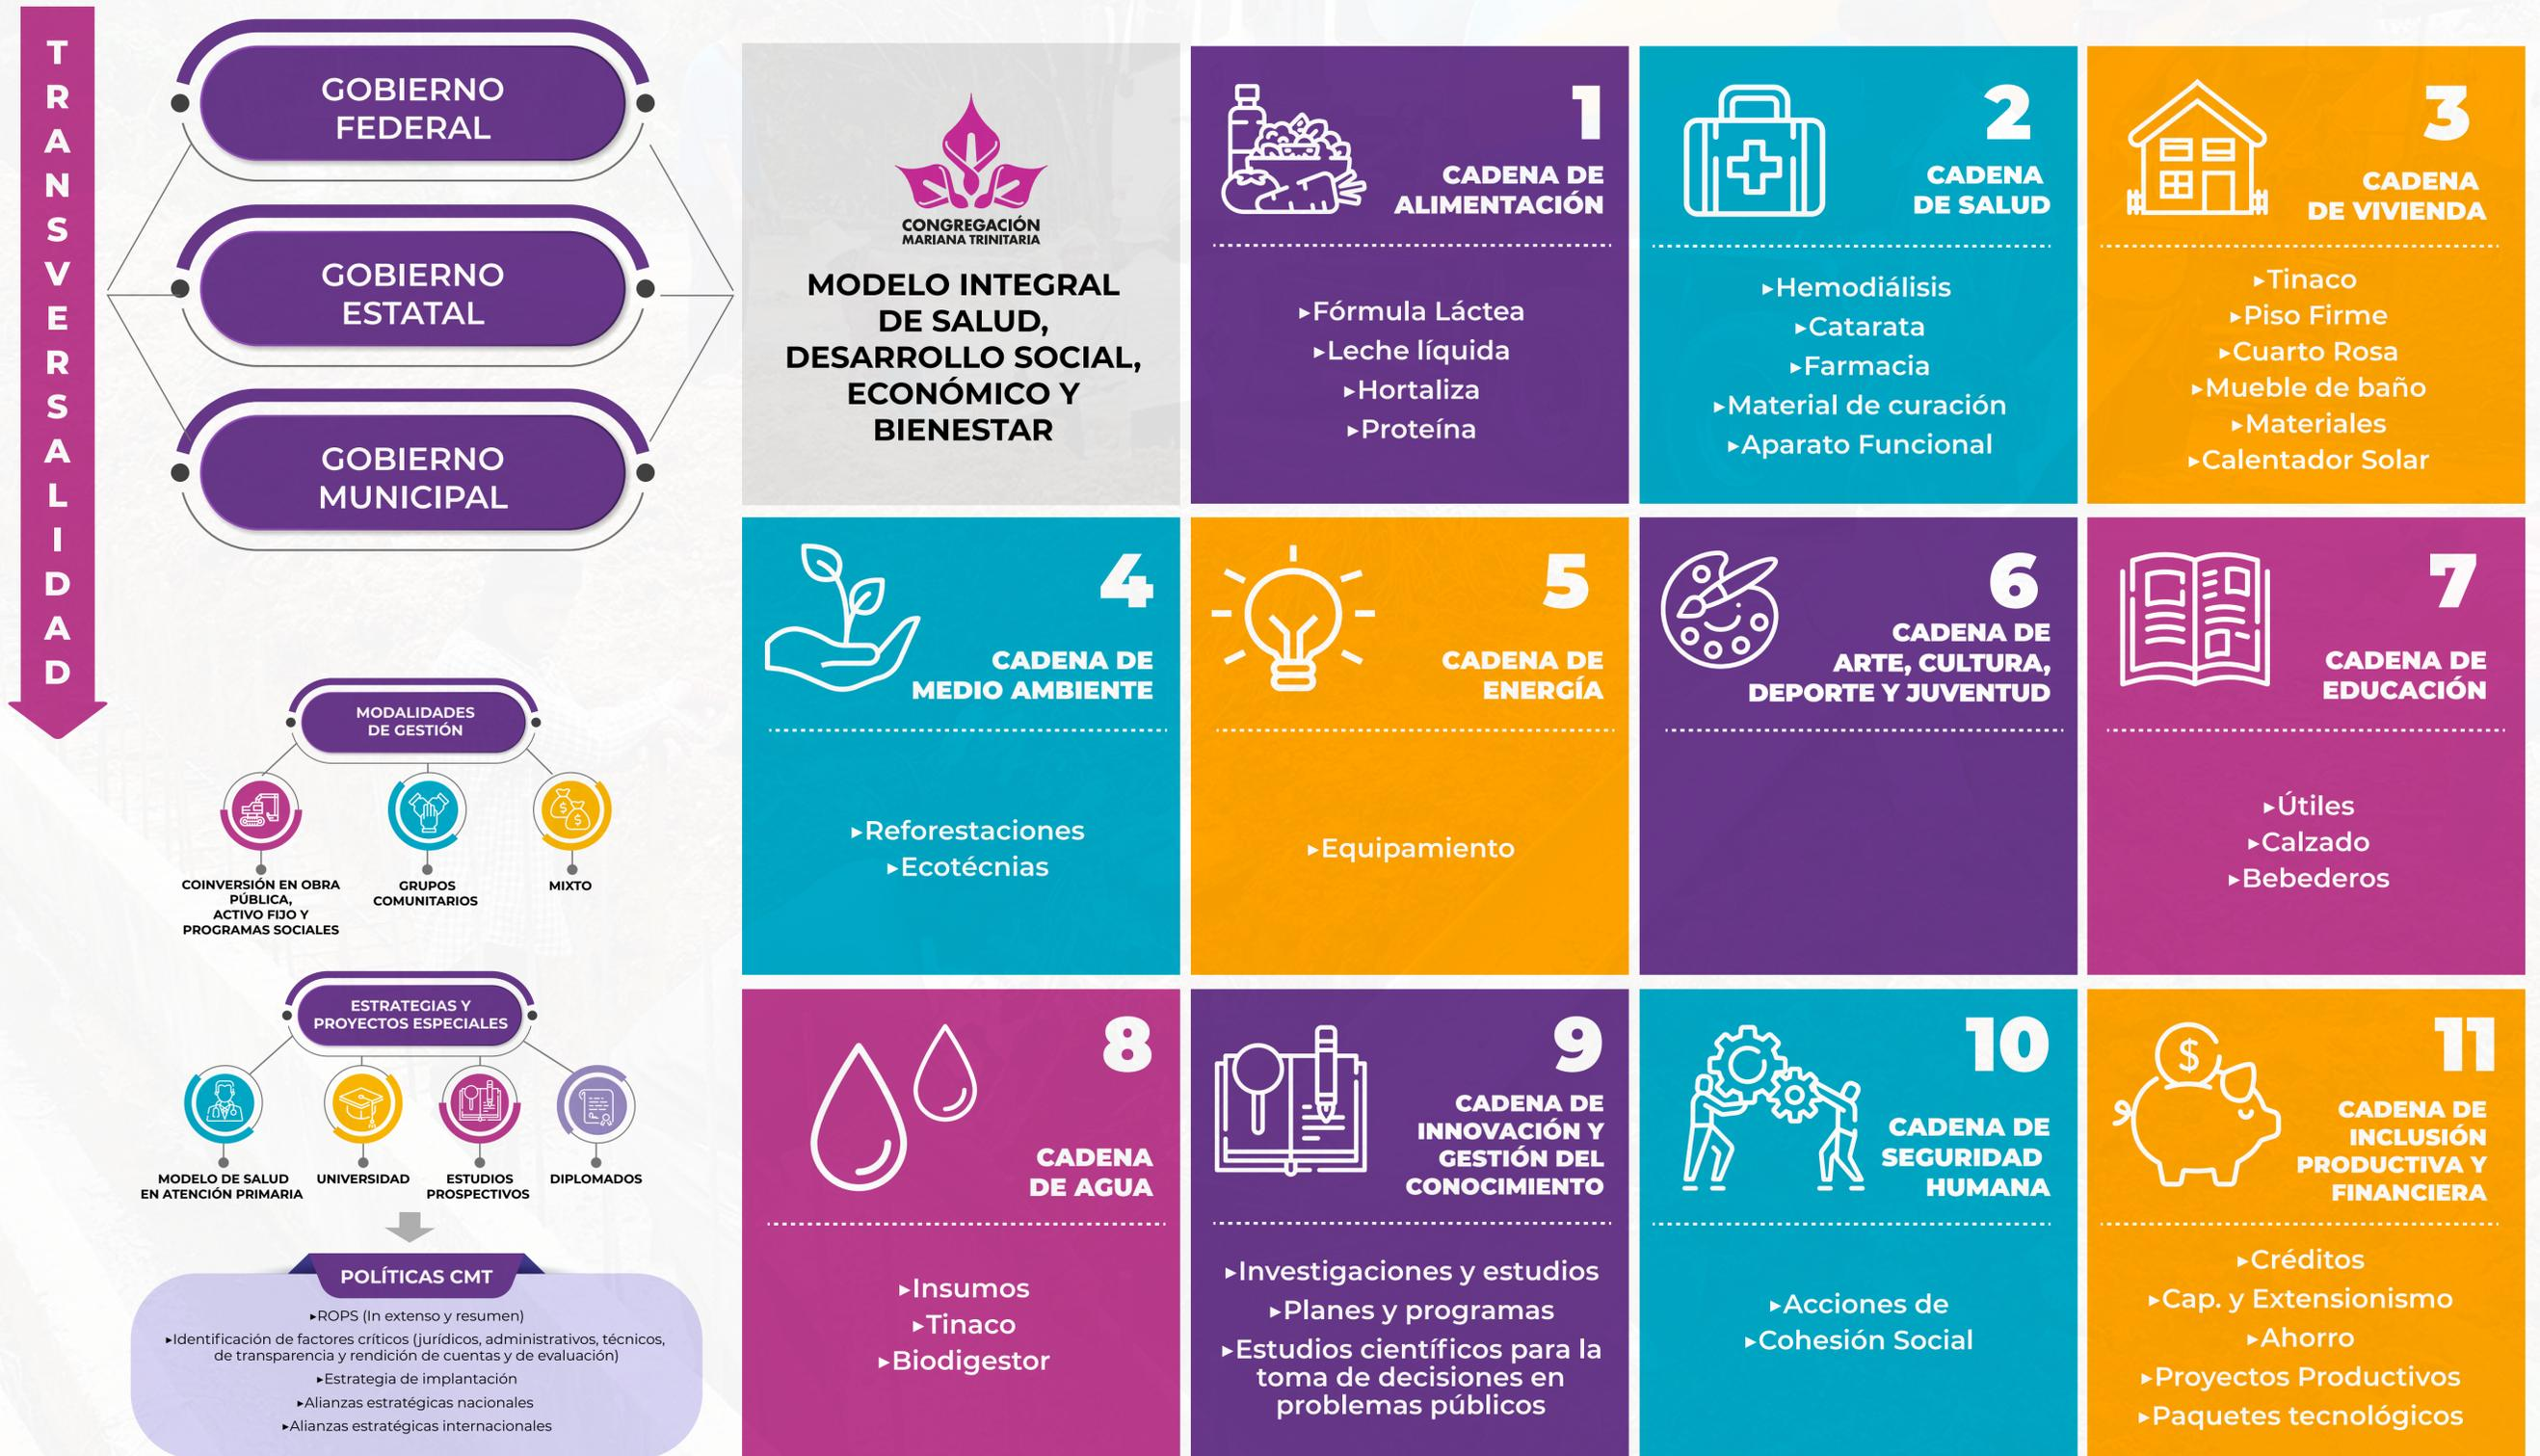 TRANSVERSALIDAD
GOBIERNO
FEDERAL
GOBIERNO
ESTATAL
GOBIERNO
MUNICIPAL
MODALIDADES
DE GESTIÓN
COINVERSIÓN EN OBRA
PÚBLICA,
ACTIVO FIJO Y
PROGRAMAS SOCIALES
GRUPOS
COMUNITARIOS
MIXTO
ESTRATEGIAS Y
PROYECTOS ESPECIALES
MODELO DE SALUD
EN ATENCIÓN PRIMARIA
UNIVERSIDAD
ESTUDIOS
PROSPECTIVOS
DIPLOMADOS
POLÍTICAS CMT
▸ROPS (In extenso y resumen)
▸Identificación de factores críticos (jurídicos, administrativos, técnicos,
de transparencia y rendición de cuentas y de evaluación)
▸Estrategia de implantación
▸Alianzas estratégicas nacionales
▸Alianzas estratégicas internacionales
CONGREGACIÓN
MARIANA TRINITARIA
MODELO INTEGRAL
DE SALUD,
DESARROLLO SOCIAL,
ECONÓMICO Y
BIENESTAR
1
CADENA DE
ALIMENTACIÓN
▸Fórmula Láctea
▸Leche líquida
▸Hortaliza
▸Proteína
2
CADENA
DE SALUD
▸Hemodiálisis
▸Catarata
▸Farmacia
▸Material de curación
▸Aparato Funcional
3
CADENA
DE VIVIENDA
▸Tinaco
▸Piso Firme
▸Cuarto Rosa
▸Mueble de baño
▸Materiales
▸Calentador Solar
4
CADENA DE
MEDIO AMBIENTE
▸Reforestaciones
▸Ecotécnias
5
CADENA DE
ENERGÍA
▸Equipamiento
6
CADENA DE
ARTE, CULTURA,
DEPORTE Y JUVENTUD
7
CADENA DE
EDUCACIÓN
▸Útiles
▸Calzado
▸Bebederos
8
CADENA
DE AGUA
▸Insumos
▸Tinaco
▸Biodigestor
9
CADENA DE
INNOVACIÓN Y
GESTIÓN DEL
CONOCIMIENTO
▸Investigaciones y estudios
▸Planes y programas
▸Estudios científicos para la
toma de decisiones en
problemas públicos
10
CADENA DE
SEGURIDAD
HUMANA
▸Acciones de
▸Cohesión Social
11
CADENA DE
INCLUSIÓN
PRODUCTIVA Y
FINANCIERA
▸Créditos
▸Cap. y Extensionismo
▸Ahorro
▸Proyectos Productivos
▸Paquetes tecnológicos